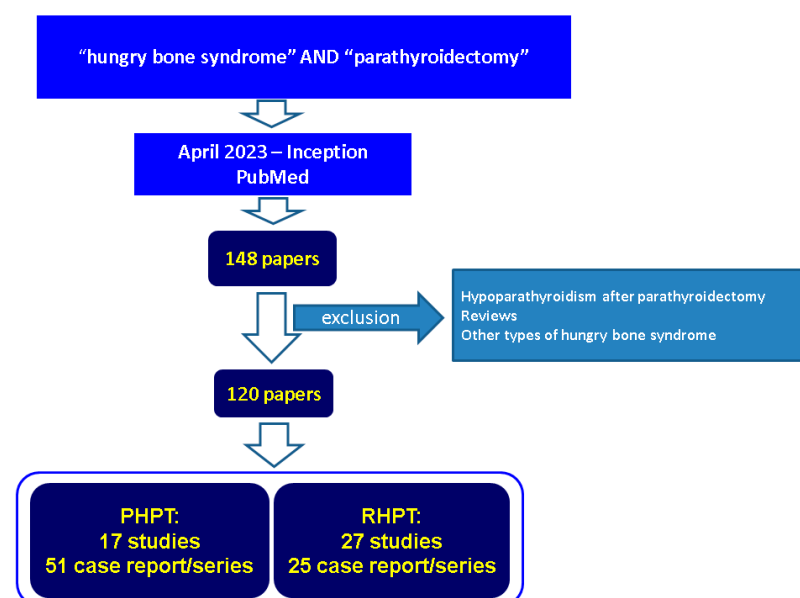 “hungry bone syndrome” AND “parathyroidectomy”
April 2023 – Inception
PubMed
148 papers
exclusion
Hypoparathyroidism after parathyroidectomy
Reviews
Other types of hungry bone syndrome
120 papers
PHPT:
17 studies
51 case report/series
RHPT:
27 studies
25 case report/series